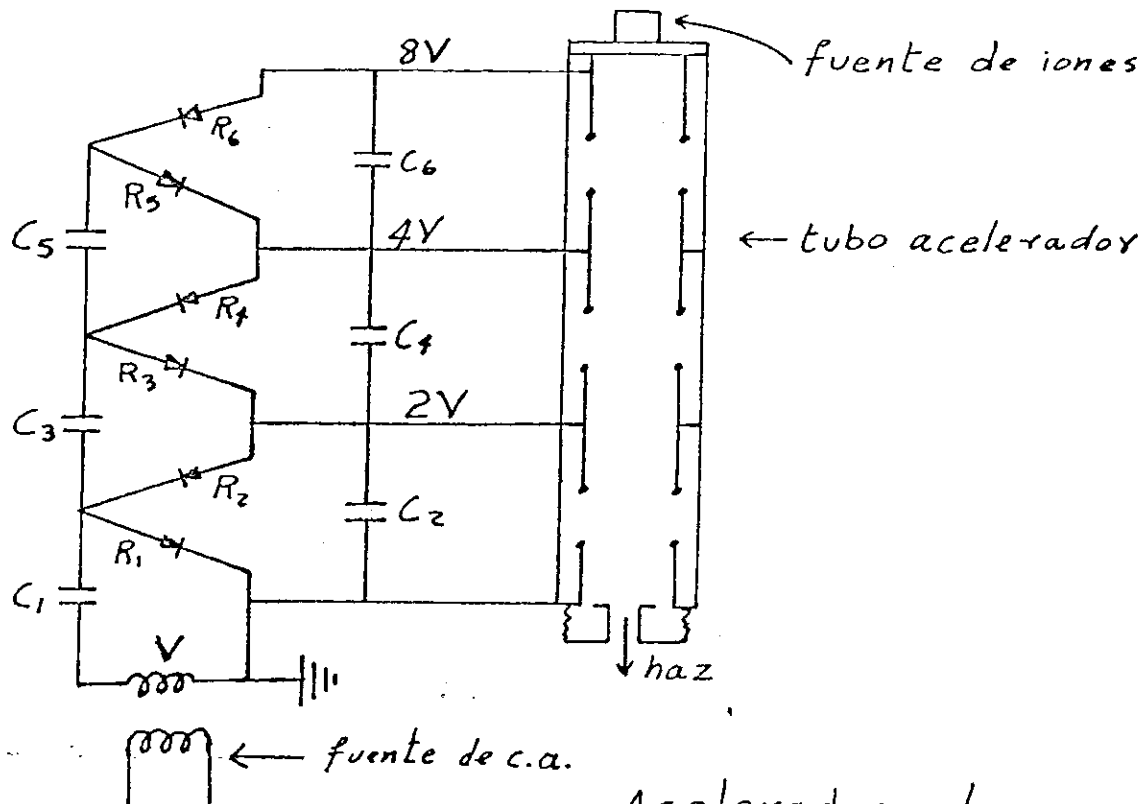 8V
fuente de iones
R6
C6
R5
C5
4V
tubo acelerador
R4
C4
R3
C3
2V
R2
C2
R1
C1
V
haz
fuente de c.a.